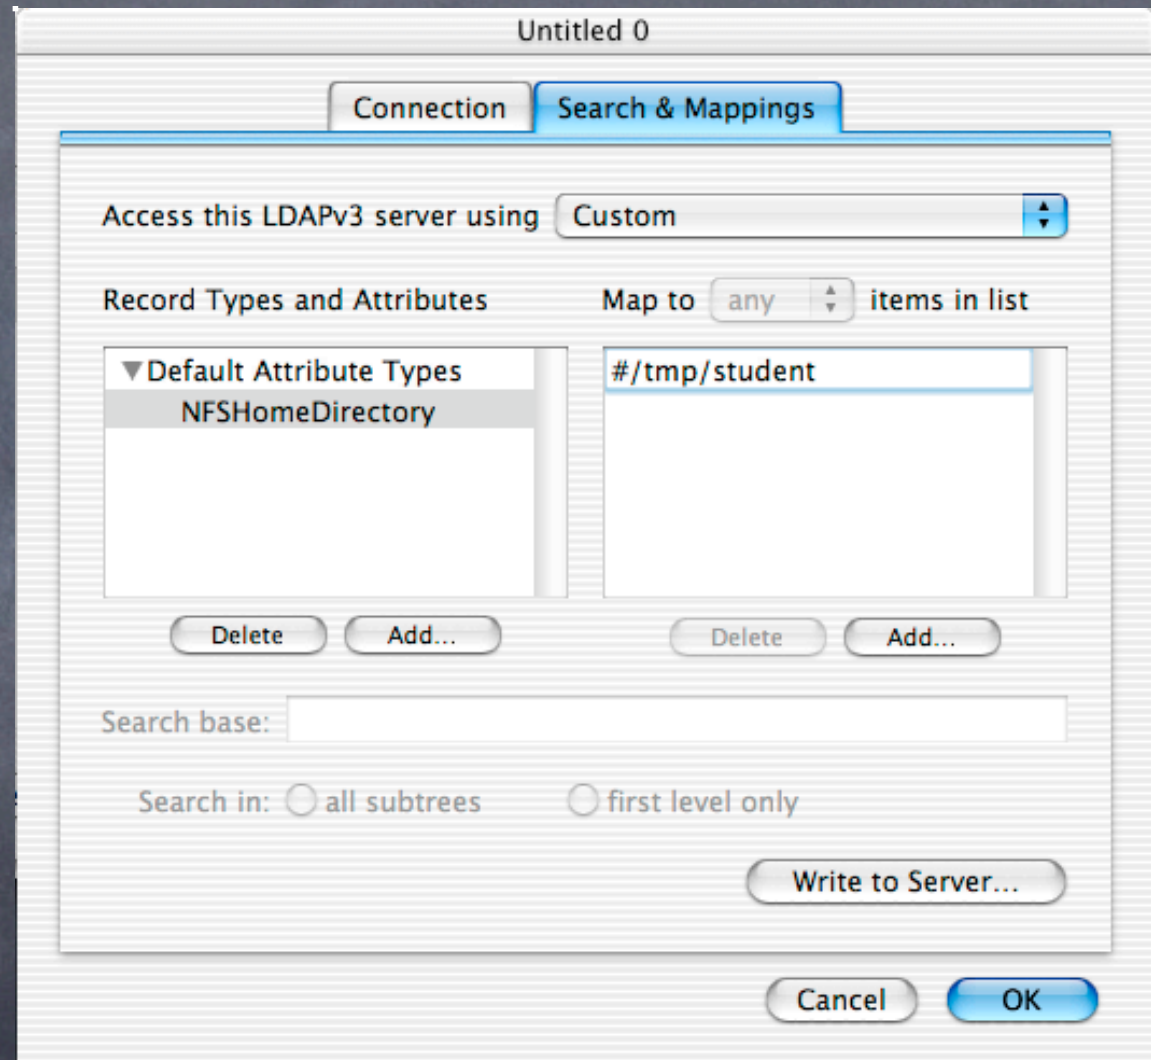 Untitled 0
Connection Search & Mappings
Access this LDAPv3 server using Custom
Record Types and Attributes Map to any items in list
Default Attribute Types #/tmp/student
NFSHomeDirectory
Delete Add... Delete Add...
Search base:
Search in: all subtrees first level only
Write to Server...
Cancel OK